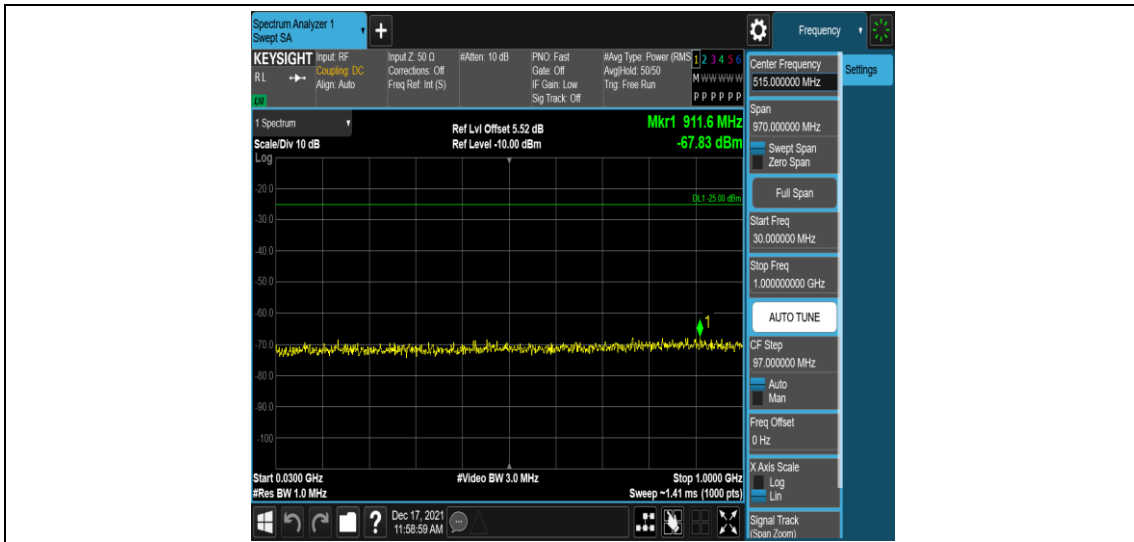 Spectrum Analyzer 1
Swept SA
+
Frequency
KEYSIGHT
RL
LXI
Input: RF
Coupling: DC
Align: Auto
Input Z: 50 Ω
Corrections: Off
Freq Ref: Int (S)
#Atten: 10 dB
PNO: Fast
Gate: Off
IF Gain: Low
Sig Track: Off
#Avg Type: Power (RMS
Avg|Hold: 50/50
Trig: Free Run
1 2 3 4 5 6
M W W W W W
P P P P P P
1 Spectrum
Scale/Div 10 dB
Log
Ref Lvl Offset 5.52 dB
Ref Level -10.00 dBm
Mkr1 911.6 MHz
-67.83 dBm
-20.0
DL1 -25.00 dBm
-30.0
-40.0
-50.0
-60.0
1
-70.0
-80.0
-90.0
-100
Start 0.0300 GHz
#Video BW 3.0 MHz
Stop 1.0000 GHz
#Res BW 1.0 MHz
Sweep ~1.41 ms (1000 pts)
?
Dec 17, 2021
11:58:59 AM
Center Frequency
515.000000 MHz
Settings
Span
970.000000 MHz
Swept Span
Zero Span
Full Span
Start Freq
30.000000 MHz
Stop Freq
1.000000000 GHz
AUTO TUNE
CF Step
97.000000 MHz
Auto
Man
Freq Offset
0 Hz
X Axis Scale
Log
Lin
Signal Track
(Span Zoom)